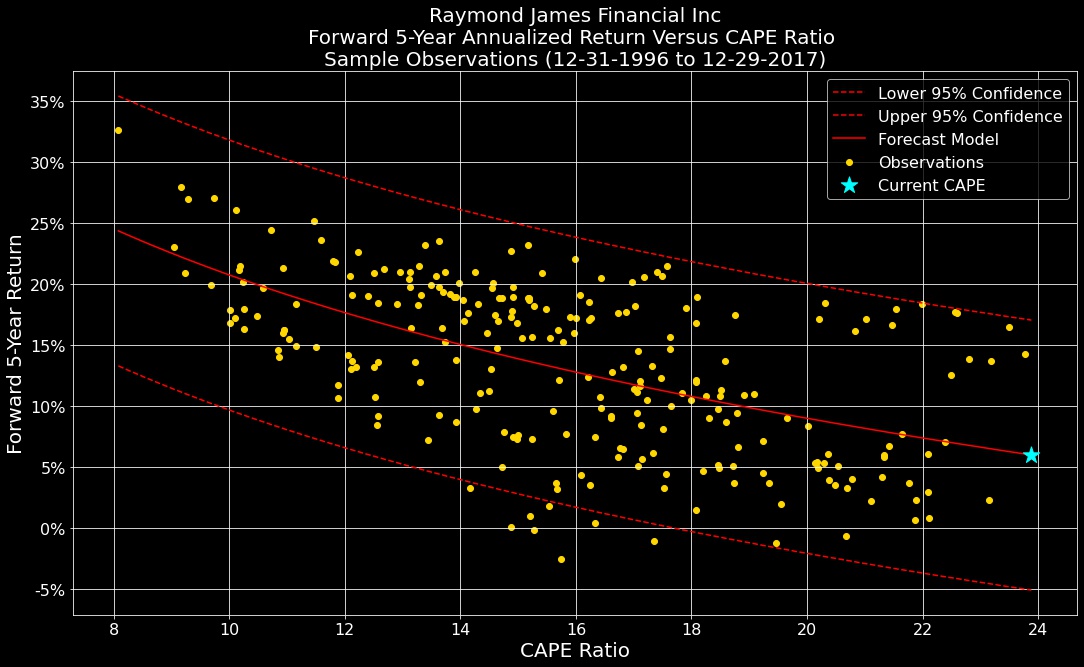 Raymond James Financial Inc
Forward 5-Year Annualized Return Versus CAPE Ratio
Sample Observations (12-31-1996 to 12-29-2017)
Lower 95% Confidence
Upper 95% Confidence
Forecast Model
Observations
Current CAPE
Forward 5-Year Return
35%
30%
25%
20%
15%
10%
5%
0%
-5%
8 10 12 14 16 18 20 22 24
CAPE Ratio